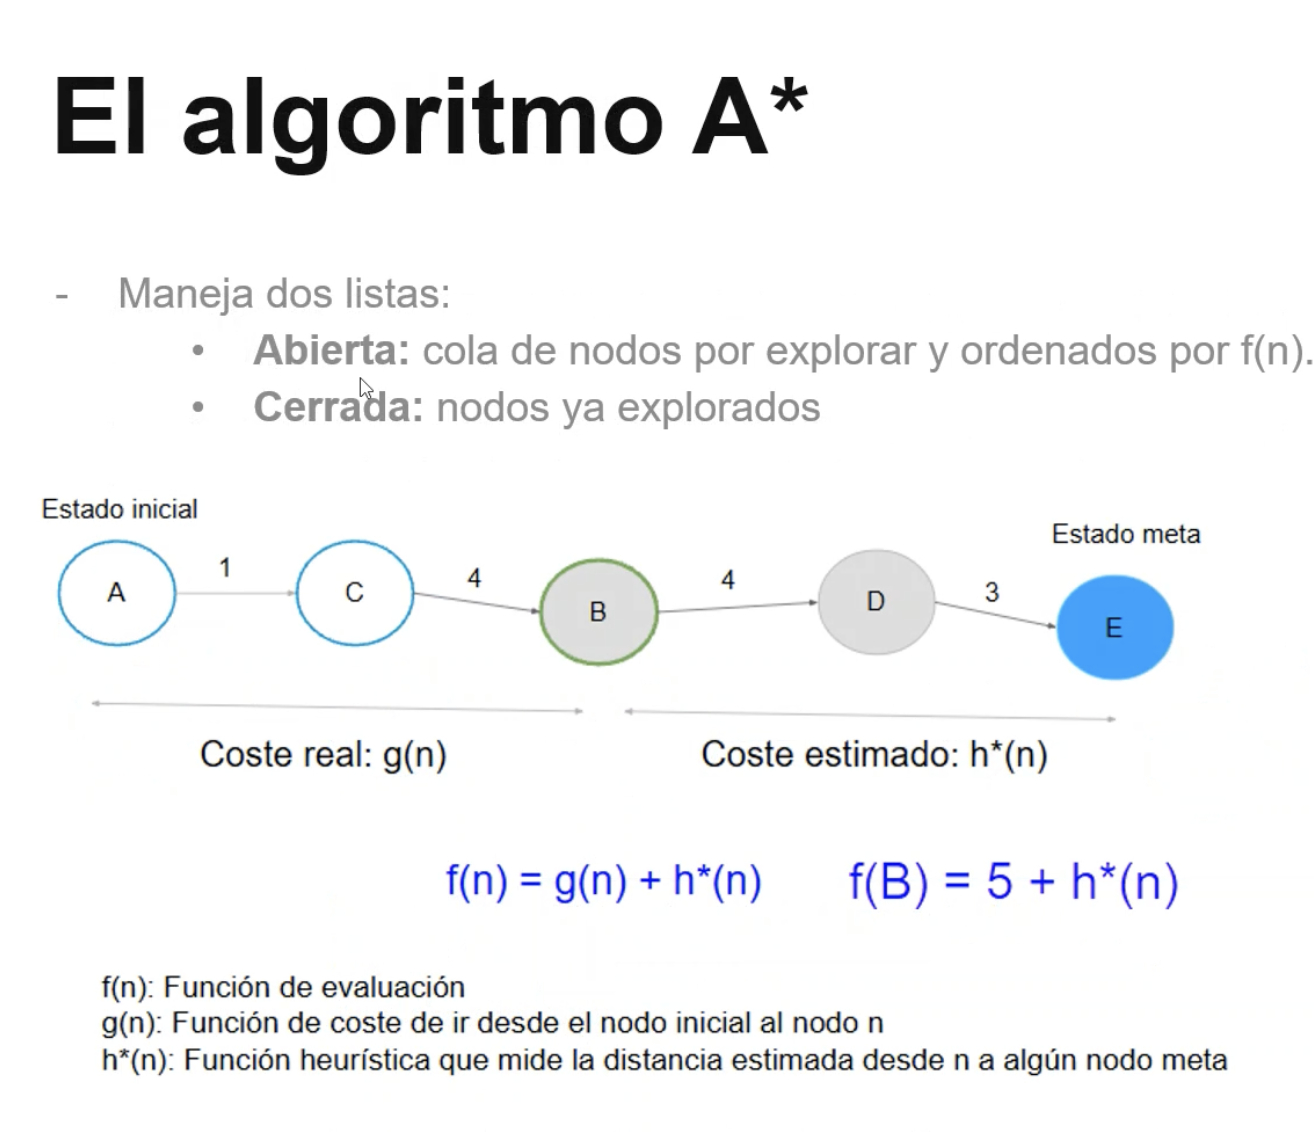 El algoritmo A*
- Maneja dos listas:
• Abierta: cola de nodos por explorar y ordenados por f(n).
• Cerrada: nodos ya explorados
Estado inicial
Estado meta
A 1 C 4 B 4 D 3 E
Coste real: g(n) Coste estimado: h*(n)
f(n) = g(n) + h*(n) f(B) = 5 + h*(n)
f(n): Función de evaluación
g(n): Función de coste de ir desde el nodo inicial al nodo n
h*(n): Función heurística que mide la distancia estimada desde n a algún nodo meta